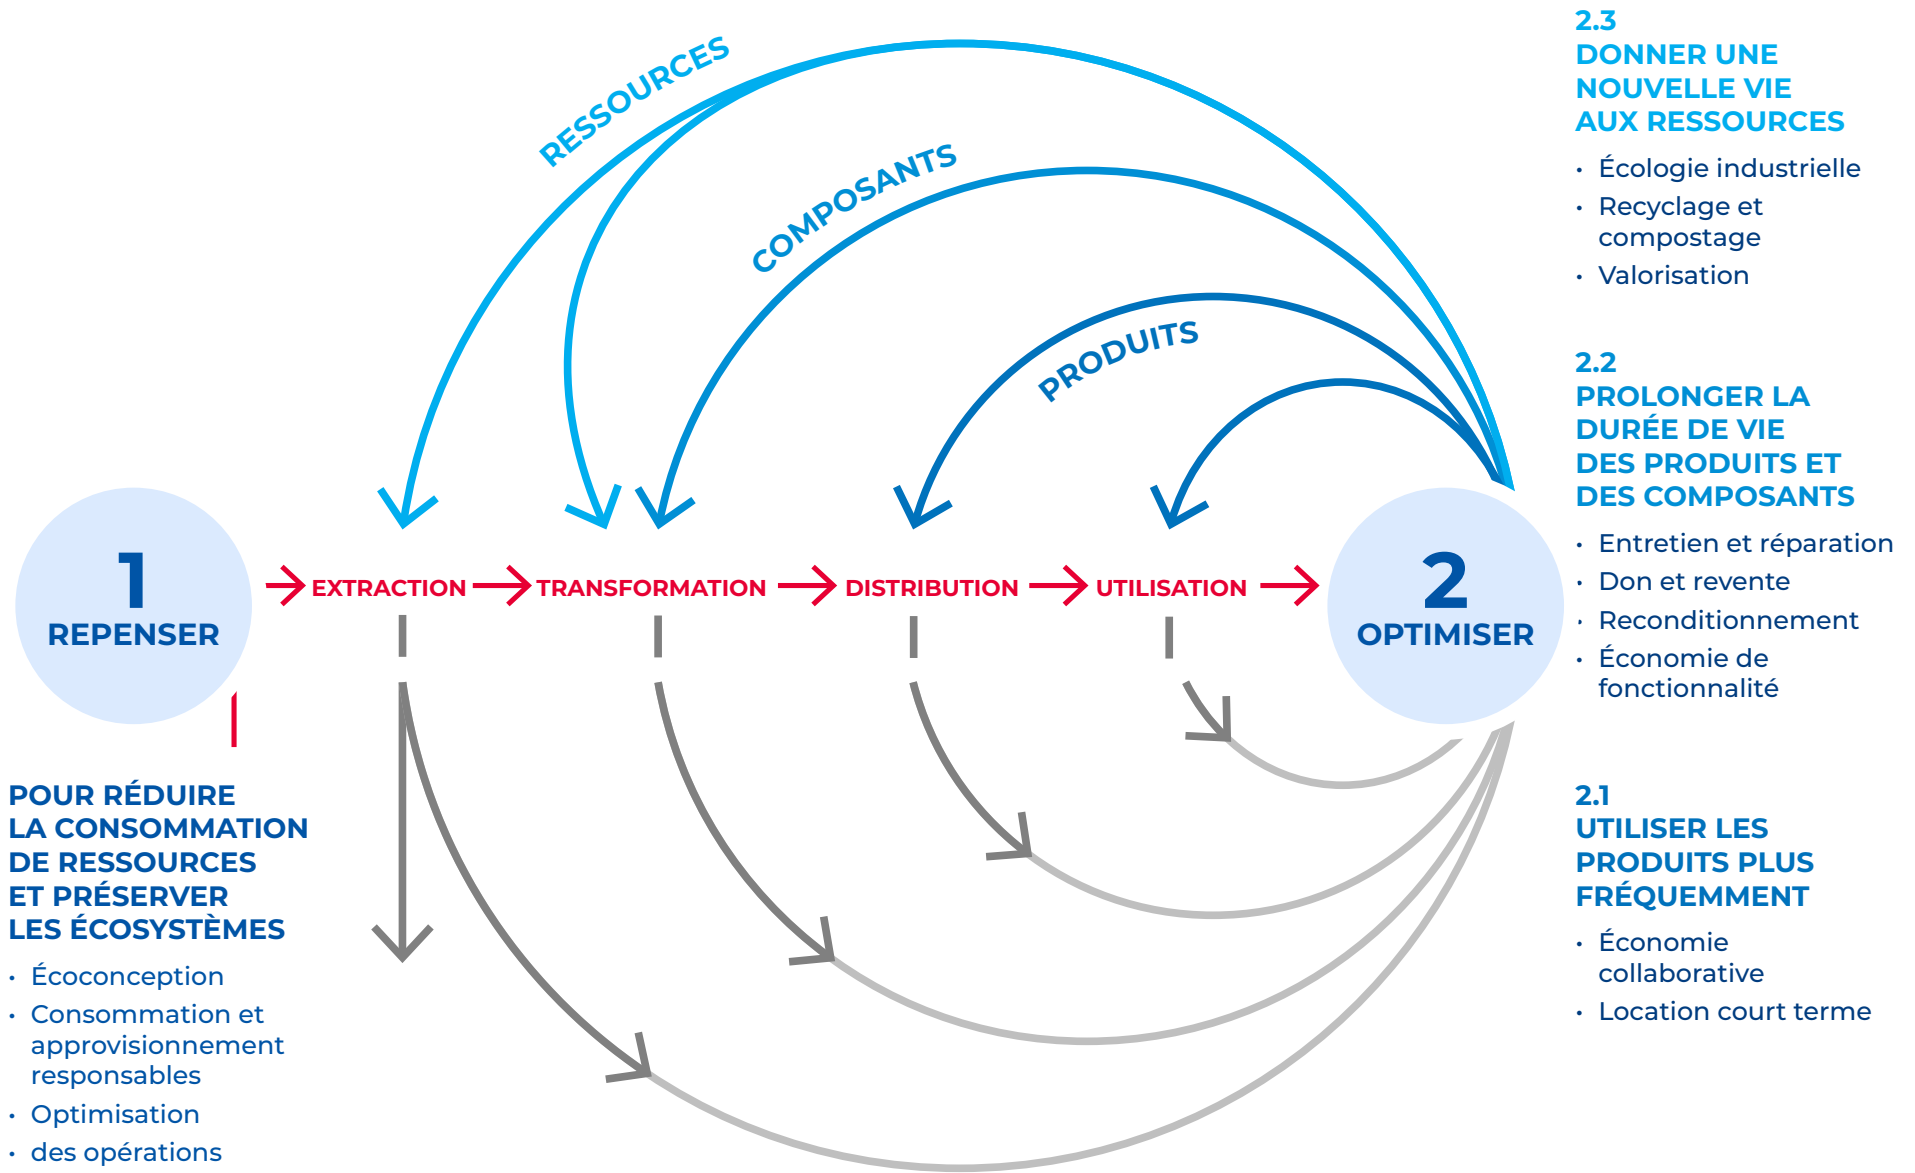 RESSOURCES
COMPOSANTS
PRODUITS
1
REPENSER
EXTRACTION
TRANSFORMATION
DISTRIBUTION
UTILISATION
2
OPTIMISER
POUR RÉDUIRE
LA CONSOMMATION
DE RESSOURCES
ET PRÉSERVER
LES ÉCOSYSTÈMES
• Écoconception
• Consommation et
approvisionnement
responsables
• Optimisation
• des opérations
2.3
DONNER UNE
NOUVELLE VIE
AUX RESSOURCES
• Écologie industrielle
• Recyclage et
compostage
• Valorisation
2.2
PROLONGER LA
DURÉE DE VIE
DES PRODUITS ET
DES COMPOSANTS
• Entretien et réparation
• Don et revente
• Reconditionnement
• Économie de
fonctionnalité
2.1
UTILISER LES
PRODUITS PLUS
FRÉQUEMMENT
• Économie
collaborative
• Location court terme